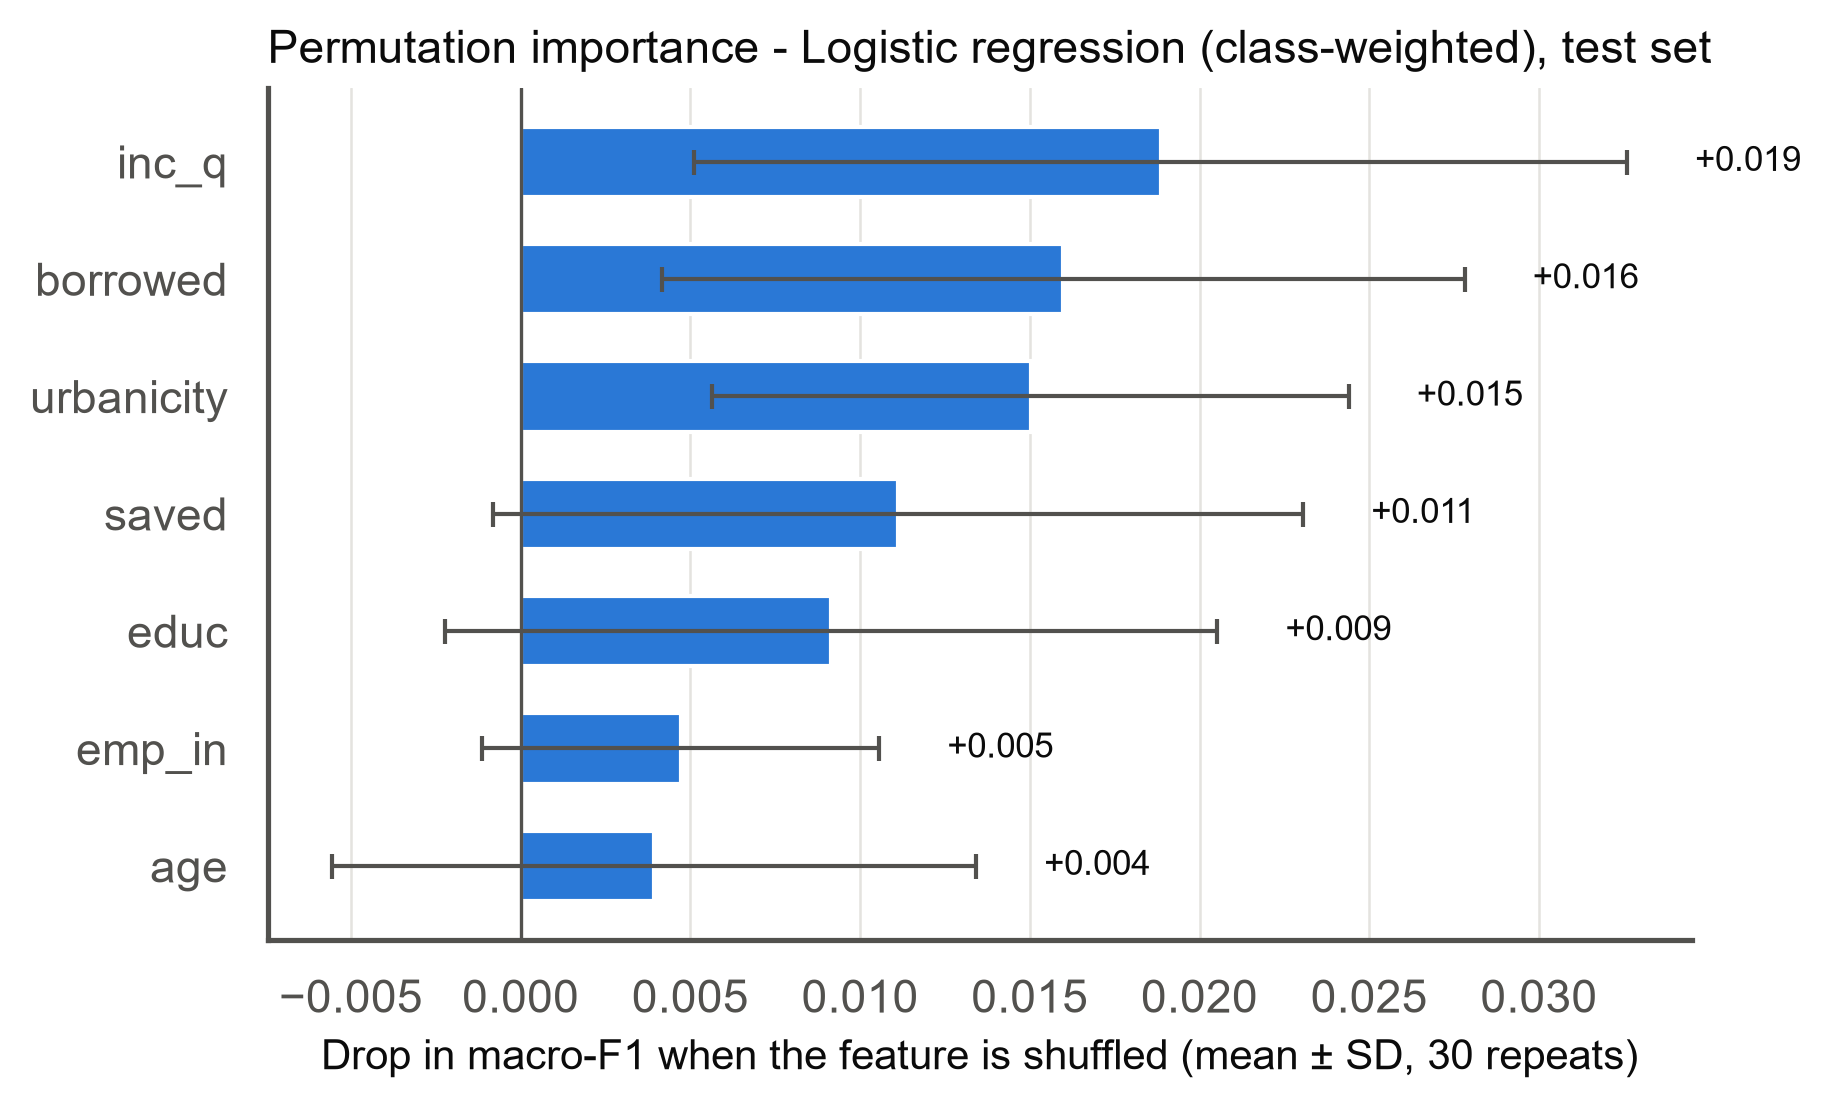 Permutation importance - Logistic regression (class-weighted), test set
inc_q +0.019
borrowed +0.016
urbanicity +0.015
saved +0.011
educ +0.009
emp_in +0.005
age +0.004
−0.005 0.000 0.005 0.010 0.015 0.020 0.025 0.030
Drop in macro-F1 when the feature is shuffled (mean ± SD, 30 repeats)